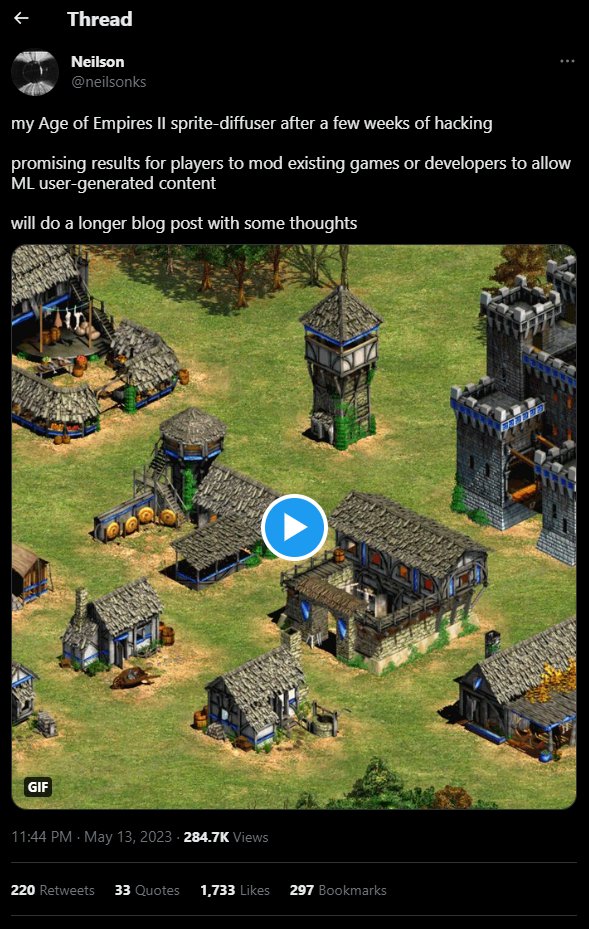 Thread
Neilson
@neilsonks
my Age of Empires II sprite-diffuser after a few weeks of hacking
promising results for players to mod existing games or developers to allow
ML user-generated content
will do a longer blog post with some thoughts
GIF
11:44 PM · May 13, 2023 · 284.7K Views
220 Retweets 33 Quotes 1,733 Likes 297 Bookmarks